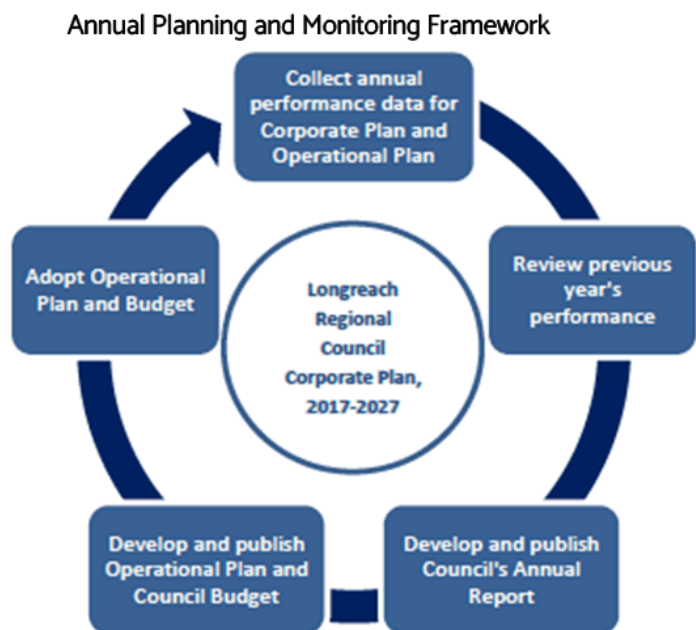 Annual Planning and Monitoring Framework
Collect annual
performance data for
Corporate Plan and
Operational Plan
Review previous
year's
performance
Develop and publish
Council's Annual
Report
Develop and publish
Operational Plan and
Council Budget
Adopt Operational
Plan and Budget
Longreach
Regional
Council
Corporate Plan,
2017-2027